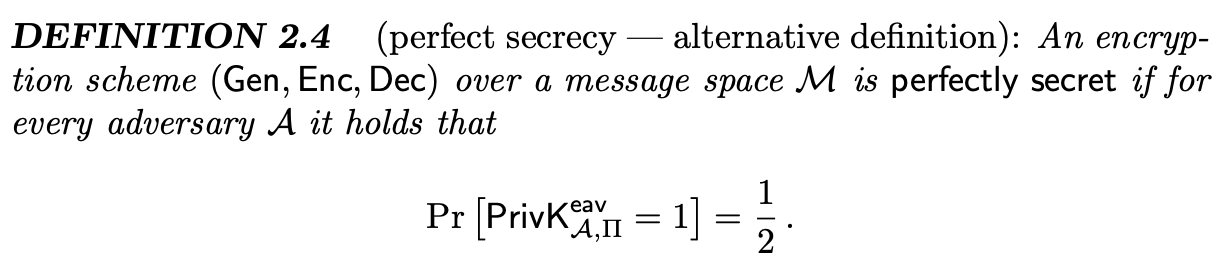 DEFINITION 2.4 (perfect secrecy — alternative definition): An encryp-
tion scheme (Gen, Enc, Dec) over a message space ℳ is perfectly secret if for
every adversary 𝒜 it holds that
Pr [PrivK^{eav}_{𝒜,Π} = 1] = 1/2 .